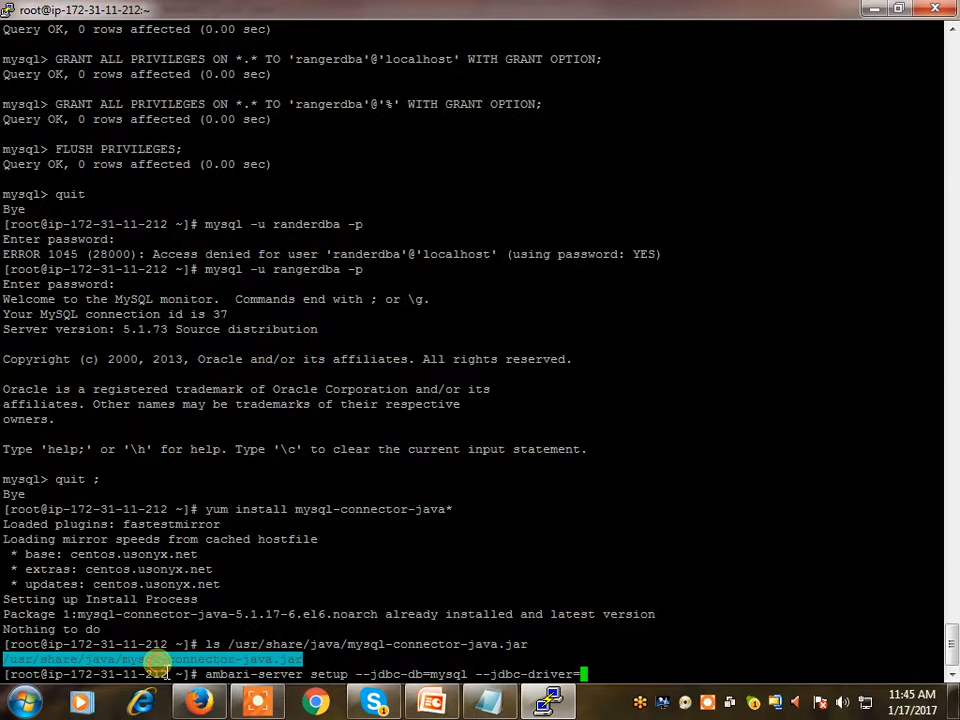 root@ip-172-31-11-212:~
Query OK, 0 rows affected (0.00 sec)
mysql> GRANT ALL PRIVILEGES ON *.* TO 'rangerdba'@'localhost' WITH GRANT OPTION;
Query OK, 0 rows affected (0.00 sec)
mysql> GRANT ALL PRIVILEGES ON *.* TO 'rangerdba'@'%' WITH GRANT OPTION;
Query OK, 0 rows affected (0.00 sec)
mysql> FLUSH PRIVILEGES;
Query OK, 0 rows affected (0.00 sec)
mysql> quit
Bye
[root@ip-172-31-11-212 ~]# mysql -u randerdba -p
Enter password:
ERROR 1045 (28000): Access denied for user 'randerdba'@'localhost' (using password: YES)
[root@ip-172-31-11-212 ~]# mysql -u rangerdba -p
Enter password:
Welcome to the MySQL monitor.  Commands end with ; or \g.
Your MySQL connection id is 37
Server version: 5.1.73 Source distribution
Copyright (c) 2000, 2013, Oracle and/or its affiliates. All rights reserved.
Oracle is a registered trademark of Oracle Corporation and/or its
affiliates. Other names may be trademarks of their respective
owners.
Type 'help;' or '\h' for help. Type '\c' to clear the current input statement.
mysql> quit ;
Bye
[root@ip-172-31-11-212 ~]# yum install mysql-connector-java*
Loaded plugins: fastestmirror
Loading mirror speeds from cached hostfile
* base: centos.usonyx.net
* extras: centos.usonyx.net
* updates: centos.usonyx.net
Setting up Install Process
Package 1:mysql-connector-java-5.1.17-6.el6.noarch already installed and latest version
Nothing to do
[root@ip-172-31-11-212 ~]# ls /usr/share/java/mysql-connector-java.jar
/usr/share/java/mysql-connector-java.jar
[root@ip-172-31-11-212 ~]# ambari-server setup --jdbc-db=mysql --jdbc-driver=
11:45 AM
1/17/2017